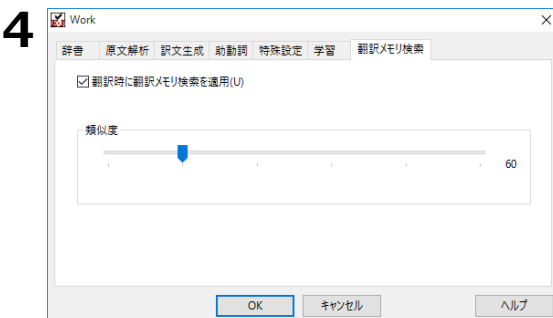 4
Work
辞書 原文解析 訳文生成 助動詞 特殊設定 学習 翻訳メモリ検索
翻訳時に翻訳メモリ検索を適用(U)
類似度
60
OK キャンセル ヘルプ